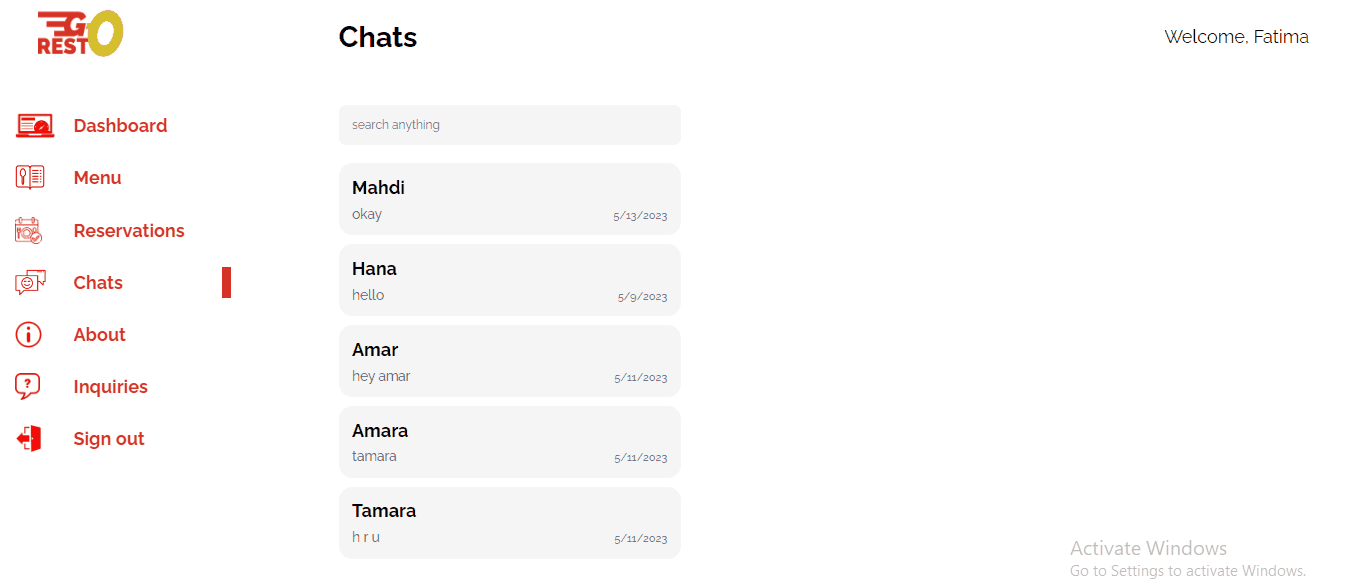 GO
REST
Chats
Welcome, Fatima
Dashboard
Menu
Reservations
Chats
About
Inquiries
Sign out
search anything
Mahdi
okay
5/13/2023
Hana
hello
5/9/2023
Amar
hey amar
5/11/2023
Amara
tamara
5/11/2023
Tamara
h r u
5/11/2023
Activate Windows
Go to Settings to activate Windows.